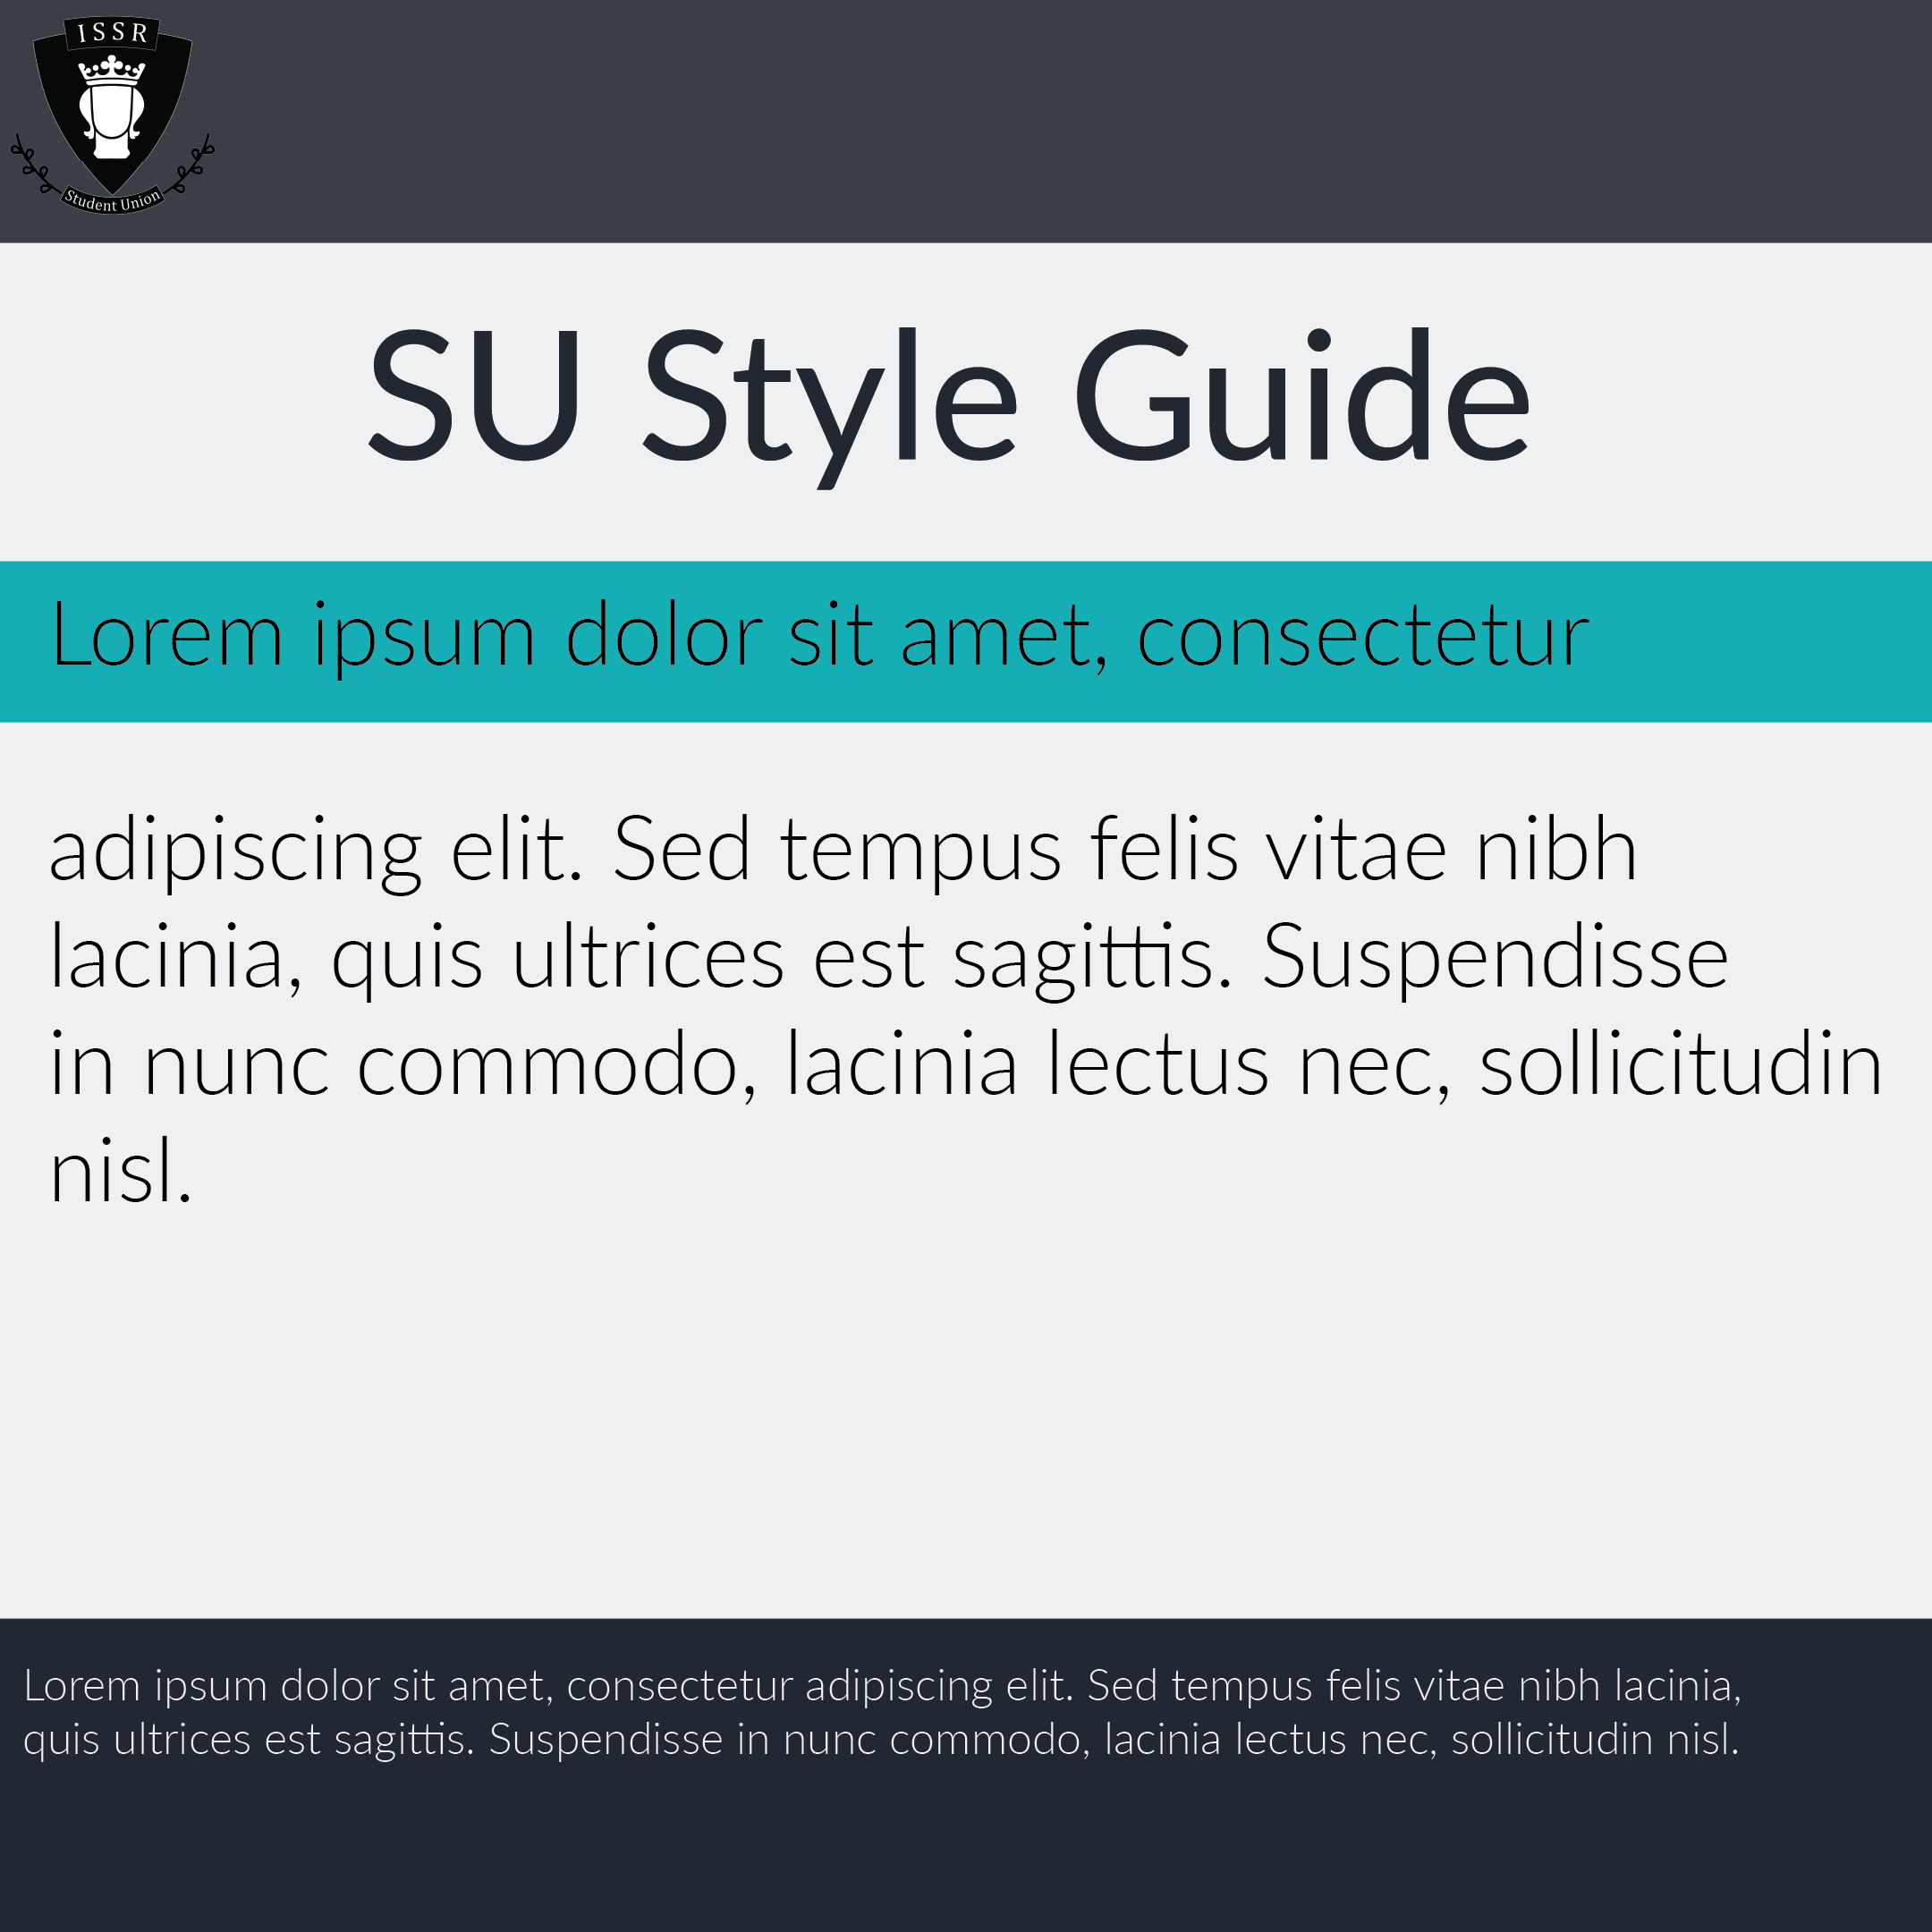 ISSR
Student Union
SU Style Guide
Lorem ipsum dolor sit amet, consectetur
adipiscing elit. Sed tempus felis vitae nibh
lacinia, quis ultrices est sagittis. Suspendisse
in nunc commodo, lacinia lectus nec, sollicitudin
nisl.
Lorem ipsum dolor sit amet, consectetur adipiscing elit. Sed tempus felis vitae nibh lacinia,
quis ultrices est sagittis. Suspendisse in nunc commodo, lacinia lectus nec, sollicitudin nisl.